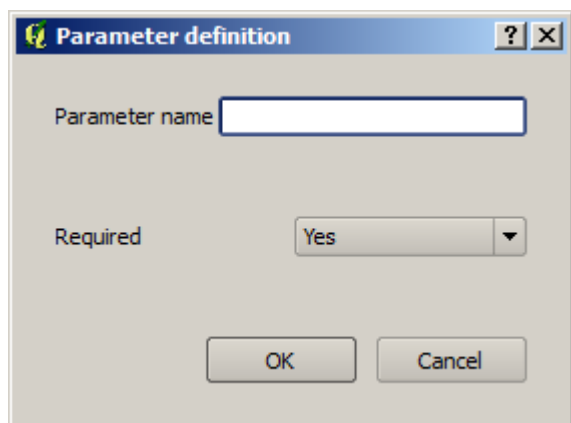 Parameter definition
Parameter name
Required
Yes
OK
Cancel